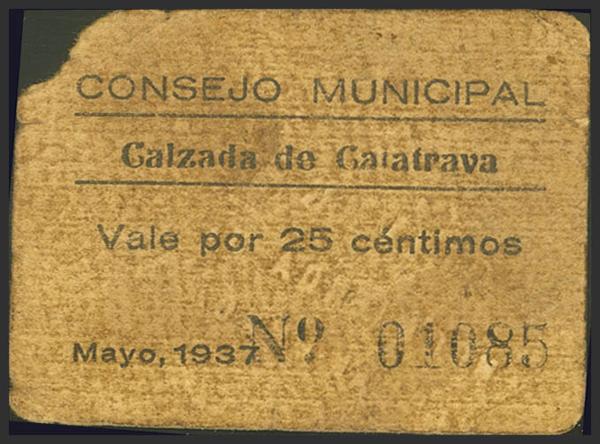 CONSEJO MUNICIPAL
Calzada de Calatrava
Vale por 25 céntimos
Mayo, 1937 Nº 01085